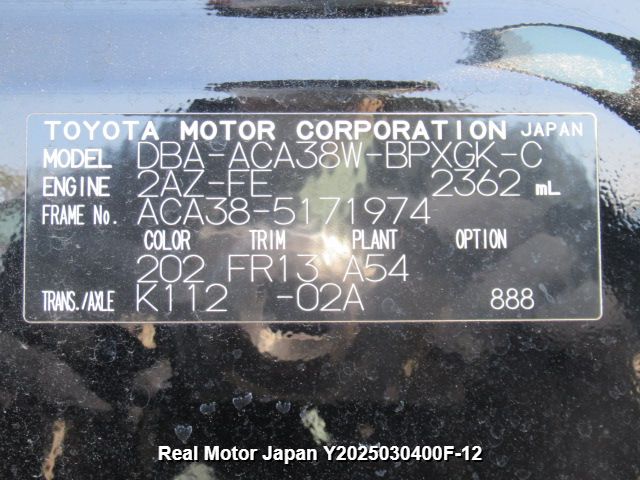 TOYOTA MOTOR CORPORATION JAPAN
MODEL DBA-ACA38W-BPXGK-C
ENGINE 2AZ-FE 2362 mL
FRAME No. ACA38-5171974
COLOR TRIM PLANT OPTION
202 FR13 A54
TRANS./AXLE K112 -02A 888
Real Motor Japan Y2025030400F-12